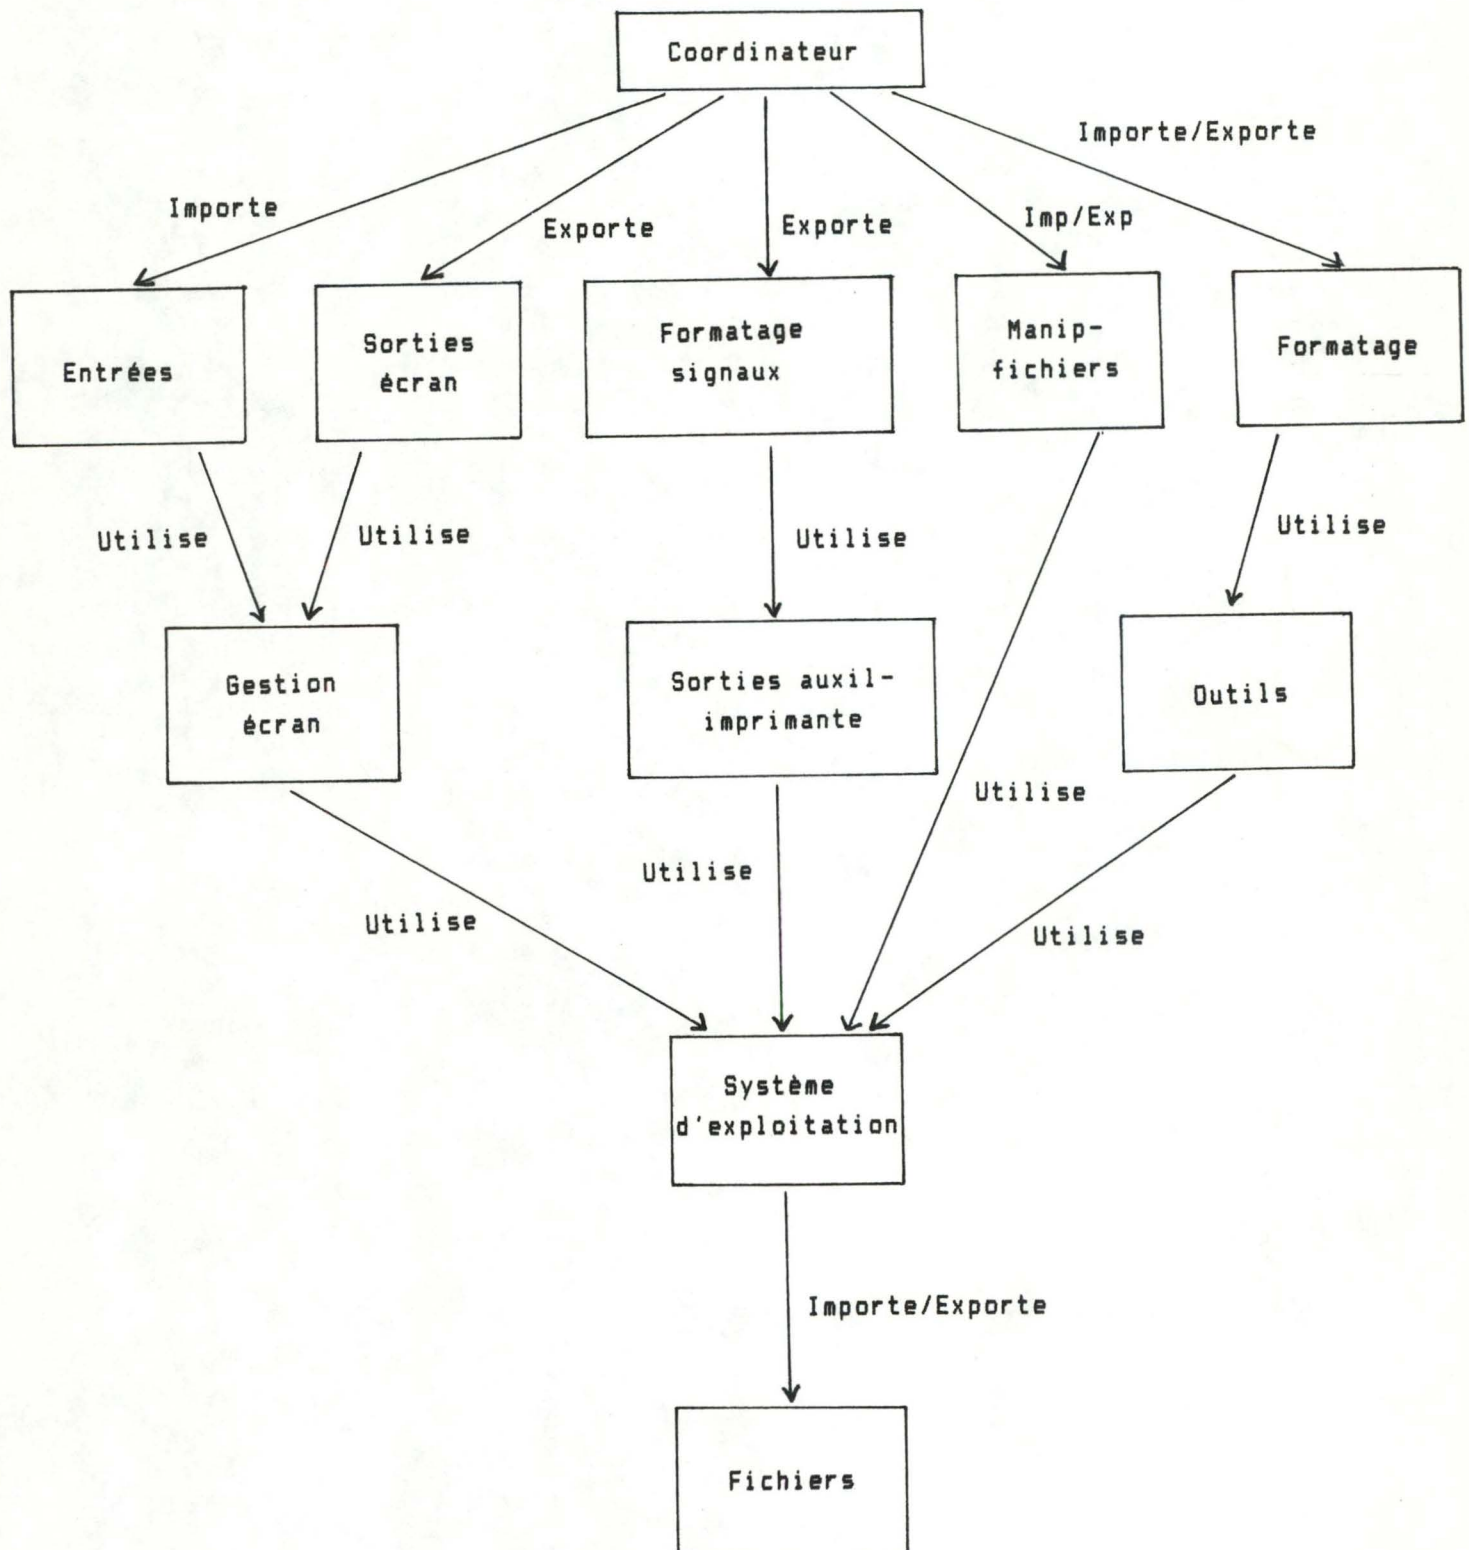 Coordinateur
Importe/Exporte
Importe
Exporte
Exporte
Imp/Exp
Entrées
Sorties
écran
Formatage
signaux
Manip-
fichiers
Formatage
Utilise
Utilise
Utilise
Utilise
Gestion
écran
Sorties auxil-
imprimante
Outils
Utilise
Utilise
Utilise
Utilise
Système
d'exploitation
Importe/Exporte
Fichiers